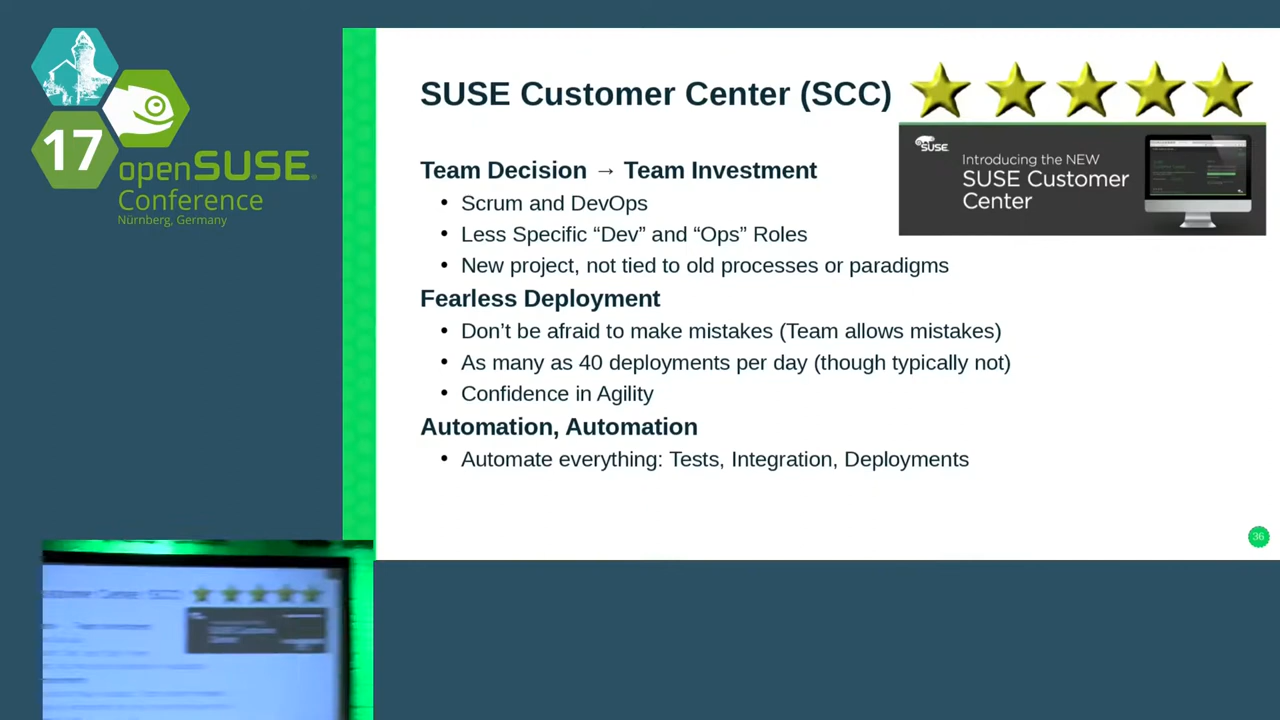 17
openSUSE
Conference
Nürnberg, Germany
SUSE Customer Center (SCC)
SUSE
Introducing the NEW
SUSE Customer
Center
Team Decision → Team Investment
• Scrum and DevOps
• Less Specific “Dev” and “Ops” Roles
• New project, not tied to old processes or paradigms
Fearless Deployment
• Don’t be afraid to make mistakes (Team allows mistakes)
• As many as 40 deployments per day (though typically not)
• Confidence in Agility
Automation, Automation
• Automate everything: Tests, Integration, Deployments
36